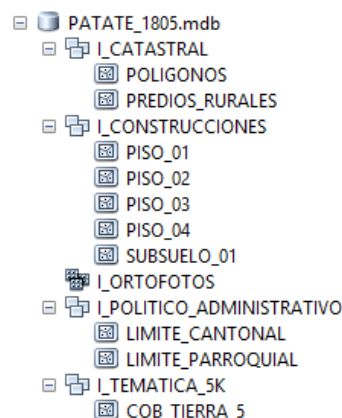 PATATE_1805.mdb
I_CATASTRAL
POLIGONOS
PREDIOS_RURALES
I_CONSTRUCCIONES
PISO_01
PISO_02
PISO_03
PISO_04
SUBSUELO_01
I_ORTOFOTOS
I_POLITICO_ADMINISTRATIVO
LIMITE_CANTONAL
LIMITE_PARROQUIAL
I_TEMATICA_5K
COB_TIERRA_5